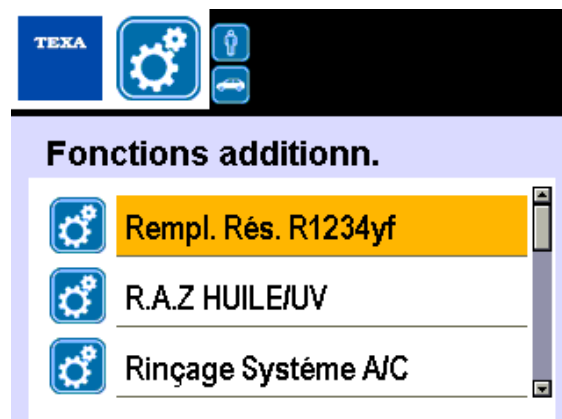 TEXA
Fonctions additionn.
Rempl. Rés. R1234yf
R.A.Z HUILE/UV
Rinçage Systéme A/C